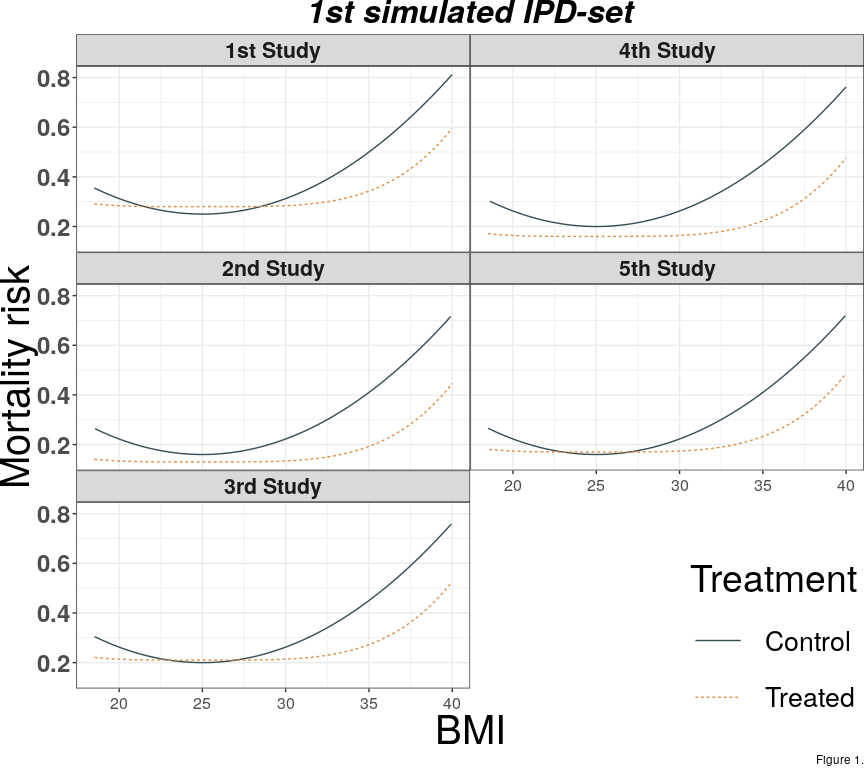 1st simulated IPD-set
1st Study
4th Study
0.8
0.6
0.4
0.2
2nd Study
5th Study
0.8
0.6
0.4
0.2
20 25 30 35 40
3rd Study
0.8
0.6
0.4
0.2
20 25 30 35 40
Mortality risk
BMI
Treatment
Control
Treated
Figure 1.